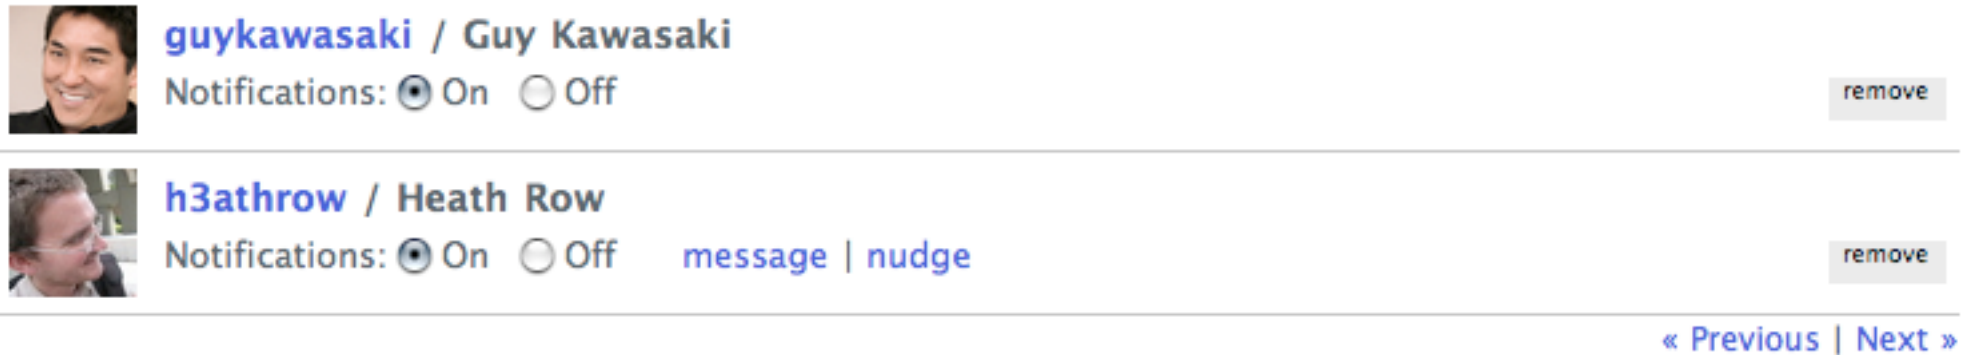 guykawasaki / Guy Kawasaki
Notifications: On Off remove
h3athrow / Heath Row
Notifications: On Off message | nudge remove
« Previous | Next »